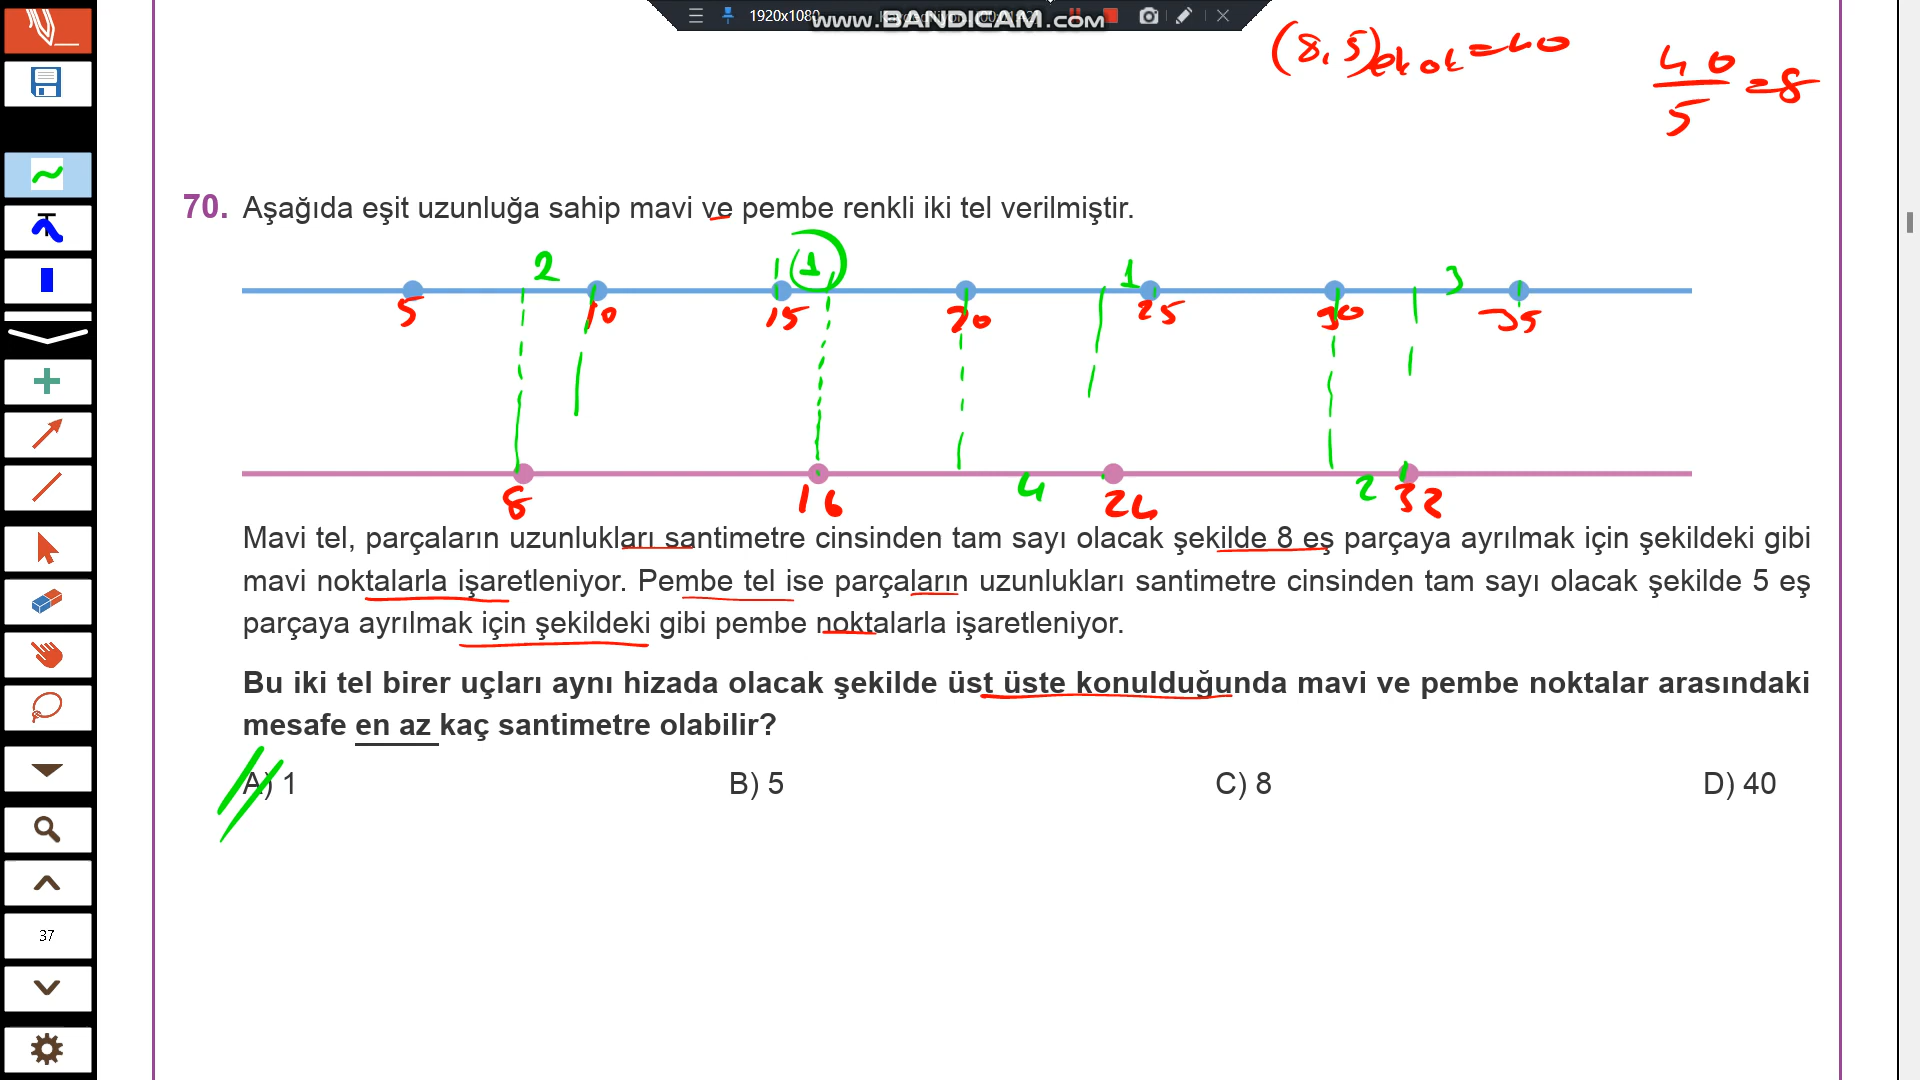 1920x1080
www.BANDICAM.com
(8,5)ekok=40
40
5
=8
70. Aşağıda eşit uzunluğa sahip mavi ve pembe renkli iki tel verilmiştir.
2 1 1 3
5 10 15 20 25 30 35
4 2
8 16 24 32
Mavi tel, parçaların uzunlukları santimetre cinsinden tam sayı olacak şekilde 8 eş parçaya ayrılmak için şekildeki gibi
mavi noktalarla işaretleniyor. Pembe tel ise parçaların uzunlukları santimetre cinsinden tam sayı olacak şekilde 5 eş
parçaya ayrılmak için şekildeki gibi pembe noktalarla işaretleniyor.
Bu iki tel birer uçları aynı hizada olacak şekilde üst üste konulduğunda mavi ve pembe noktalar arasındaki
mesafe en az kaç santimetre olabilir?
A) 1 B) 5 C) 8 D) 40
37